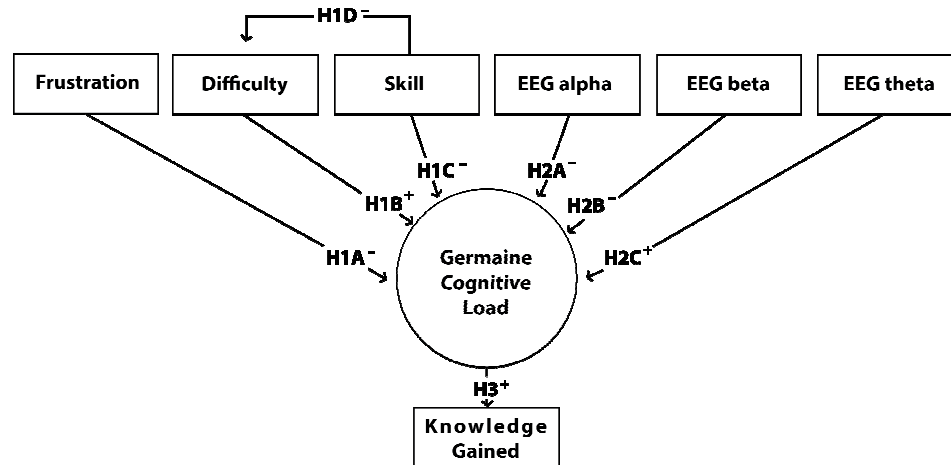 H1D⁻
Frustration
Difficulty
Skill
EEG alpha
EEG beta
EEG theta
H1C⁻
H2A⁻
H1B⁺
H2B⁻
H1A⁻
H2C⁺
Germaine
Cognitive
Load
H3⁺
Knowledge
Gained